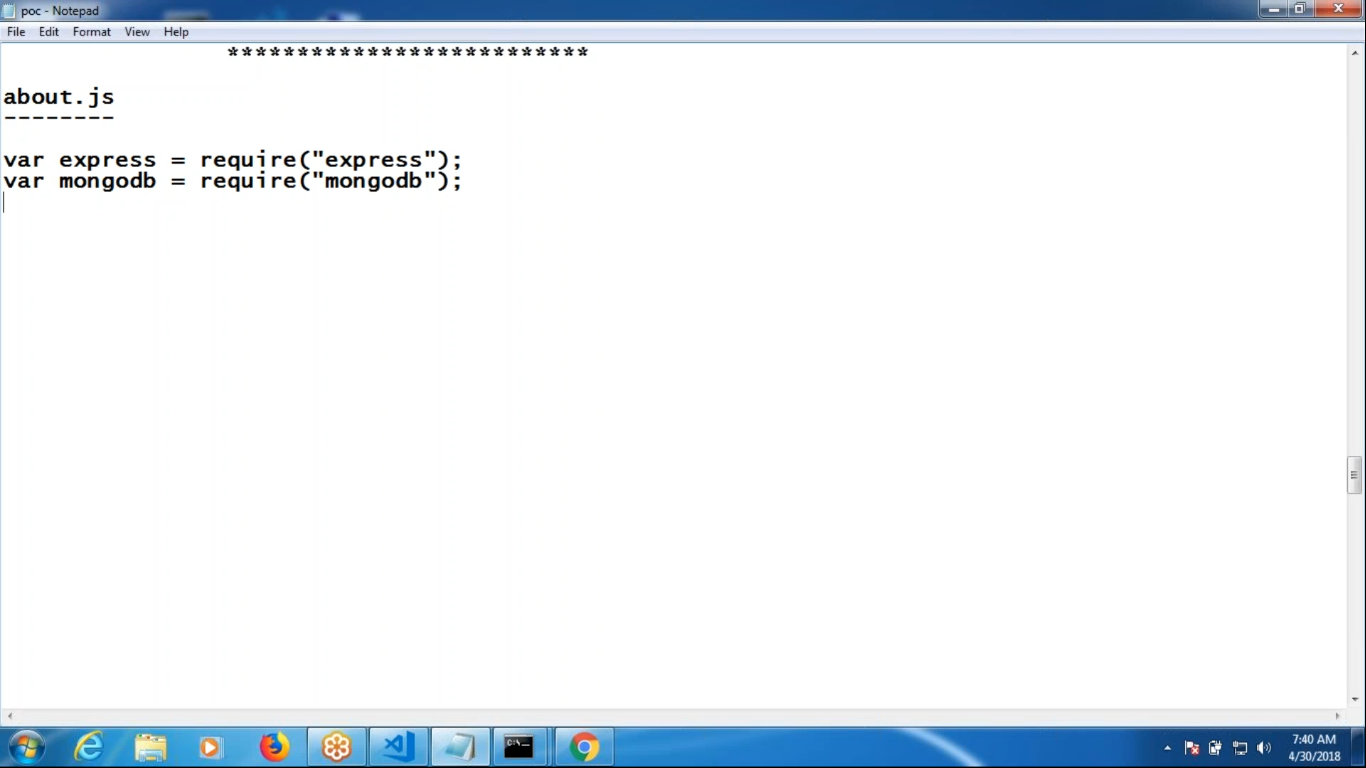 poc - Notepad
File Edit Format View Help
**************************
about.js
--------
var express = require("express");
var mongodb = require("mongodb");
C:\_
7:40 AM
4/30/2018